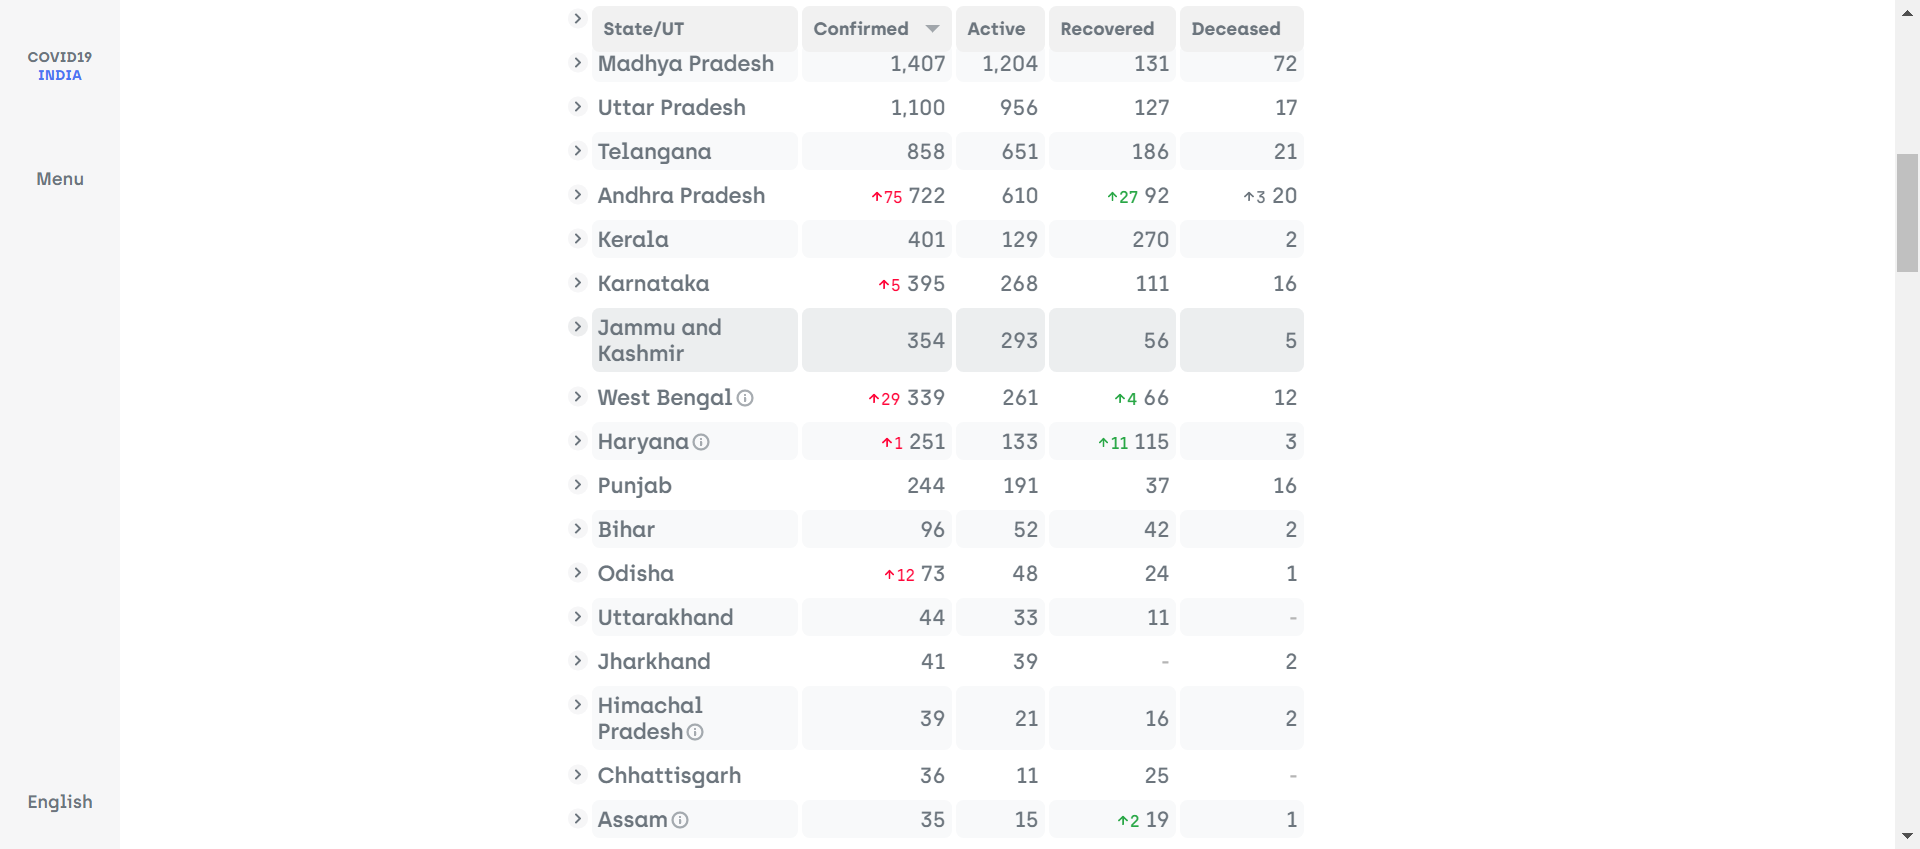 COVID19
INDIA
Menu
English
State/UT Confirmed Active Recovered Deceased
Madhya Pradesh 1,407 1,204 131 72
Uttar Pradesh 1,100 956 127 17
Telangana 858 651 186 21
Andhra Pradesh ↑75 722 610 ↑27 92 ↑3 20
Kerala 401 129 270 2
Karnataka ↑5 395 268 111 16
Jammu and
Kashmir 354 293 56 5
West Bengal ↑29 339 261 ↑4 66 12
Haryana ↑1 251 133 ↑11 115 3
Punjab 244 191 37 16
Bihar 96 52 42 2
Odisha ↑12 73 48 24 1
Uttarakhand 44 33 11 -
Jharkhand 41 39 - 2
Himachal
Pradesh 39 21 16 2
Chhattisgarh 36 11 25 -
Assam 35 15 ↑2 19 1